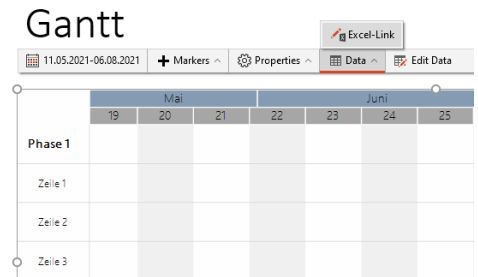 Gantt
Excel-Link
11.05.2021-06.08.2021 Markers Properties Data Edit Data
Mai Juni
19 20 21 22 23 24 25
Phase 1
Zeile 1
Zeile 2
Zeile 3